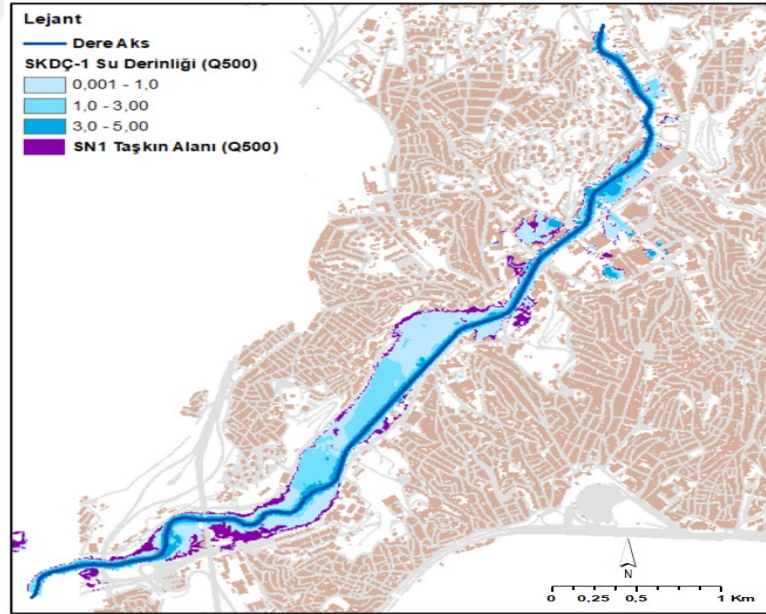 Lejant
Dere Aks
SKDÇ-1 Su Derinliği (Q500)
0,001 - 1,0
1,0 - 3,00
3,0 - 5,00
SN1 Taşkın Alanı (Q500)
N
0 0,25 0,5 1 Km